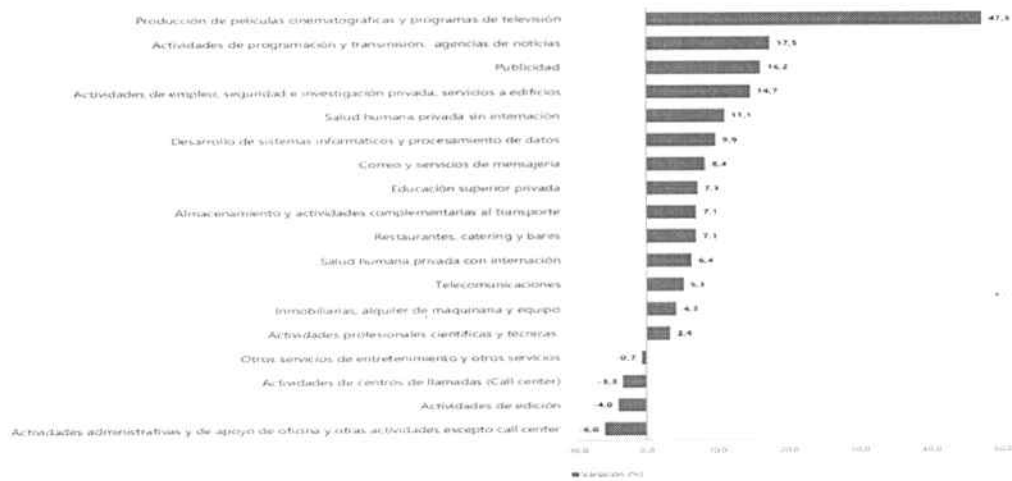 Producción de películas cinematográficas y programas de televisión
Actividades de programación y transmisión, agencias de noticias 17,5
Publicidad 16,2
Actividades de empleo, seguridad e investigación privada, servicios a edificios 14,7
Salud humana privada sin internación 11,1
Desarrollo de sistemas informáticos y procesamiento de datos 9,9
Correo y servicios de mensajería 8,4
Educación superior privada 7,3
Almacenamiento y actividades complementarias al transporte 7,1
Restaurantes, catering y bares 7,1
Salud humana privada con internación 6,4
Telecomunicaciones 5,3
Inmobiliarias, alquiler de maquinaria y equipo
Actividades profesionales científicas y técnicas
Otros servicios de entretenimiento y otros servicios -0,7
Actividades de centros de llamadas (Call center) -3,3
Actividades de edición -4,0
Actividades administrativas y de apoyo de oficina y otras actividades excepto call center -6,0
Variación (%)